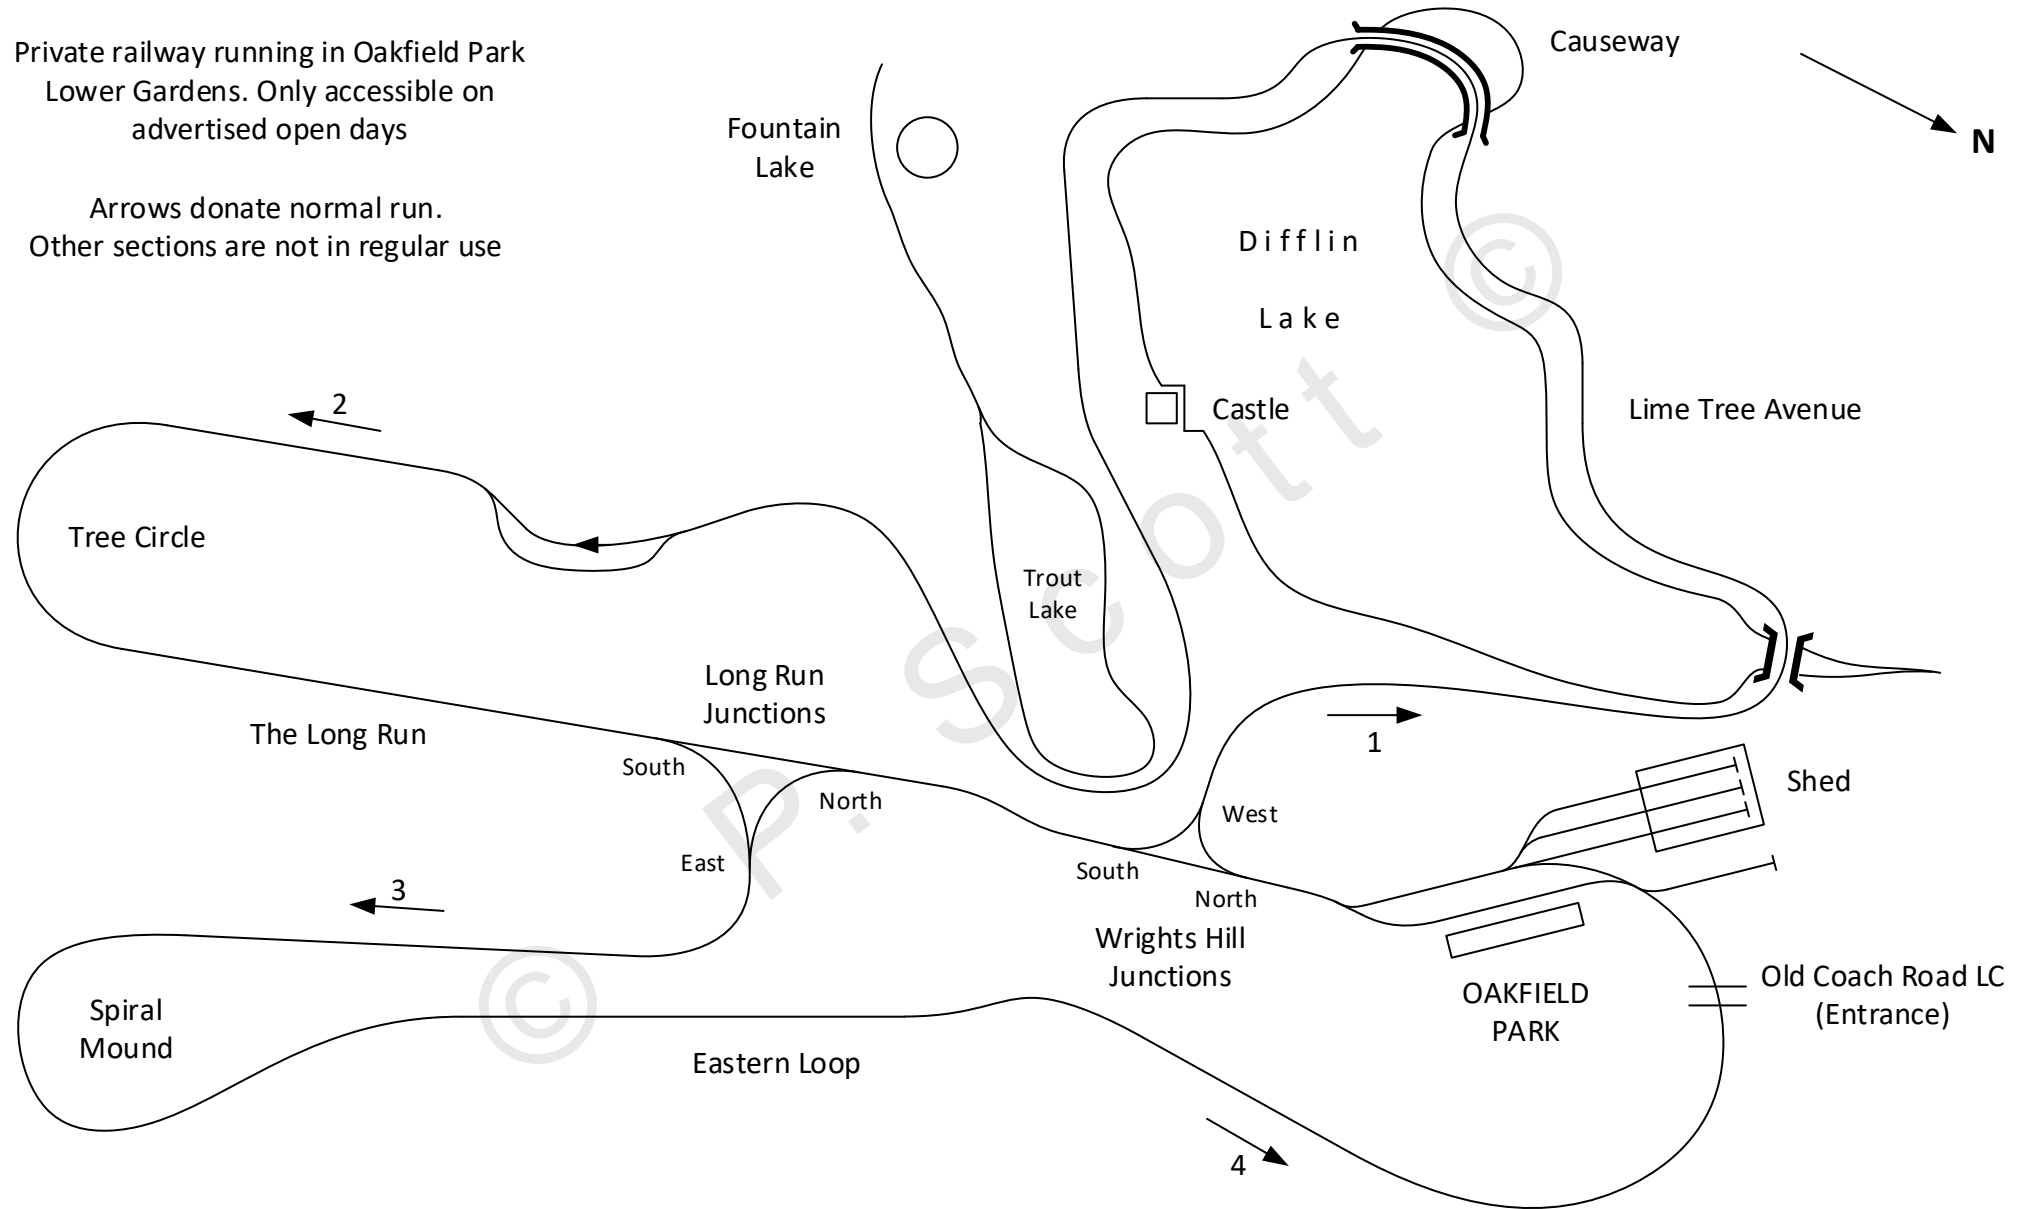 Private railway running in Oakfield Park
Lower Gardens. Only accessible on
advertised open days
Arrows donate normal run.
Other sections are not in regular use
Causeway
N
Fountain
Lake
Difflin
Lake
Castle
Lime Tree Avenue
2
Tree Circle
Trout
Lake
Long Run
Junctions
The Long Run
South
North
East
1
West
Shed
South
North
Wrights Hill
Junctions
3
OAKFIELD
PARK
Old Coach Road LC
(Entrance)
Spiral
Mound
Eastern Loop
4
© P. Scott ©